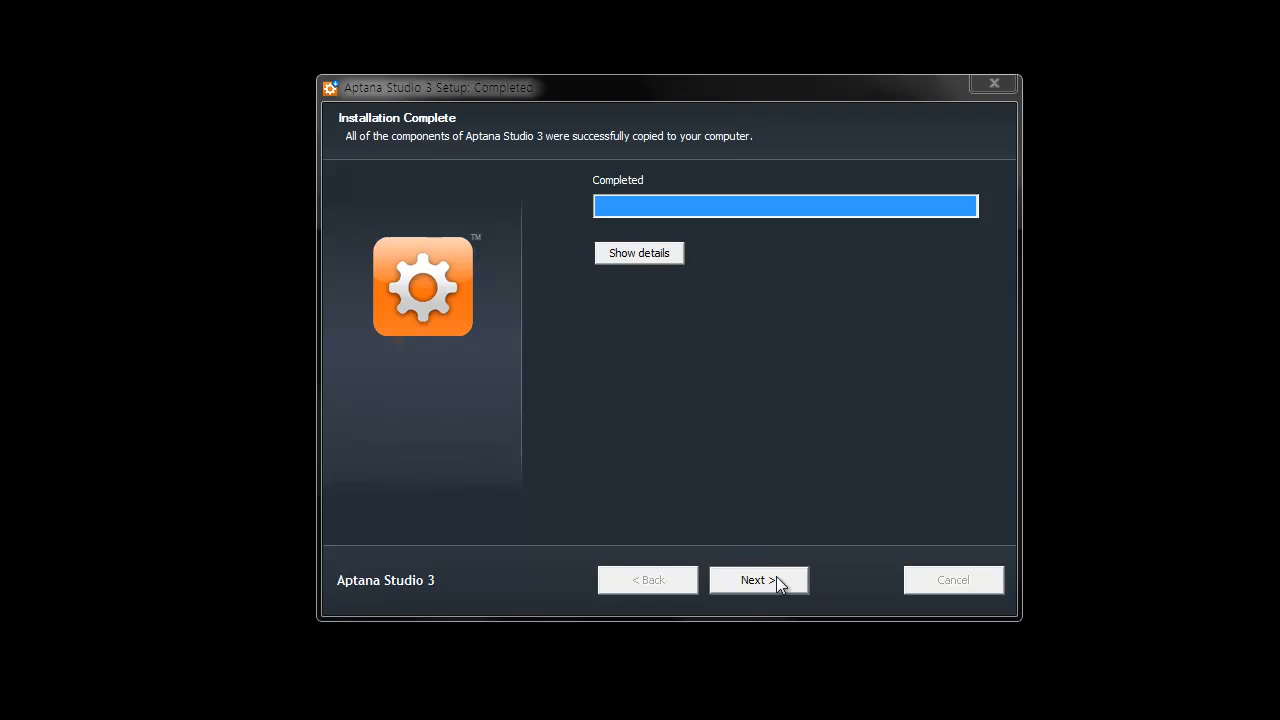 Aptana Studio 3 Setup: Completed
Installation Complete
All of the components of Aptana Studio 3 were successfully copied to your computer.
Completed
TM
Show details
Aptana Studio 3
< Back
Next >
Cancel